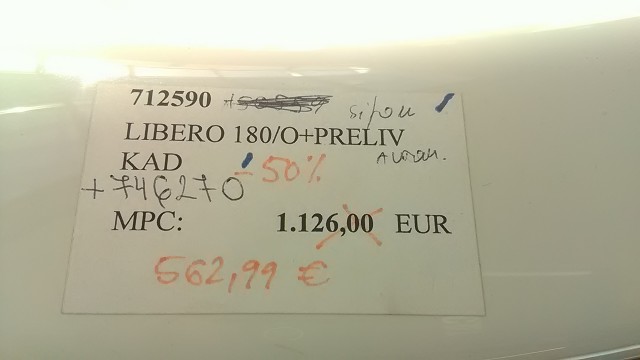 712590 sifon
LIBERO 180/O+PRELIV
KAD -50%
+746270
MPC: 1.126,00 EUR
562,99 €